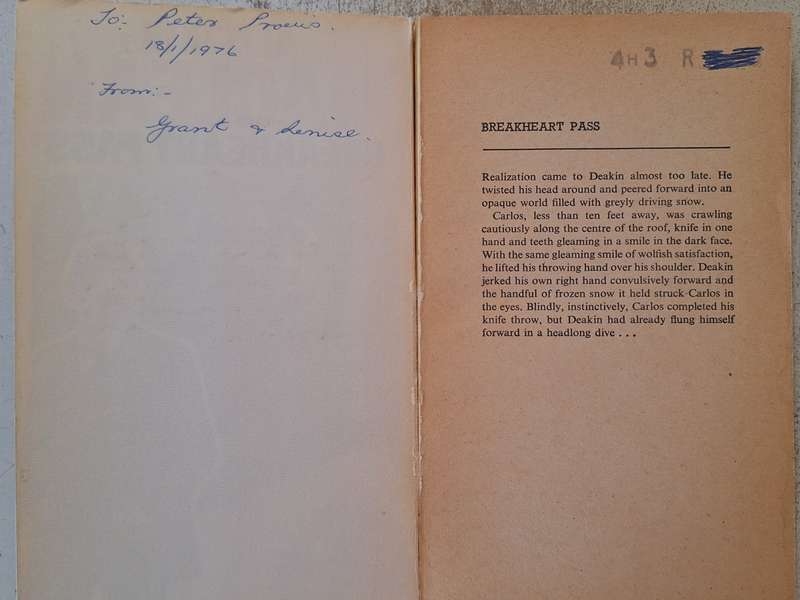 To: Peter
18/1/1976
From:-
Grant & Denise.
4H3 R
BREAKHEART PASS
Realization came to Deakin almost too late. He
twisted his head around and peered forward into an
opaque world filled with greyly driving snow.
Carlos, less than ten feet away, was crawling
cautiously along the centre of the roof, knife in one
hand and teeth gleaming in a smile in the dark face.
With the same gleaming smile of wolfish satisfaction,
he lifted his throwing hand over his shoulder. Deakin
jerked his own right hand convulsively forward and
the handful of frozen snow it held struck Carlos in
the eyes. Blindly, instinctively, Carlos completed his
knife throw, but Deakin had already flung himself
forward in a headlong dive . . .